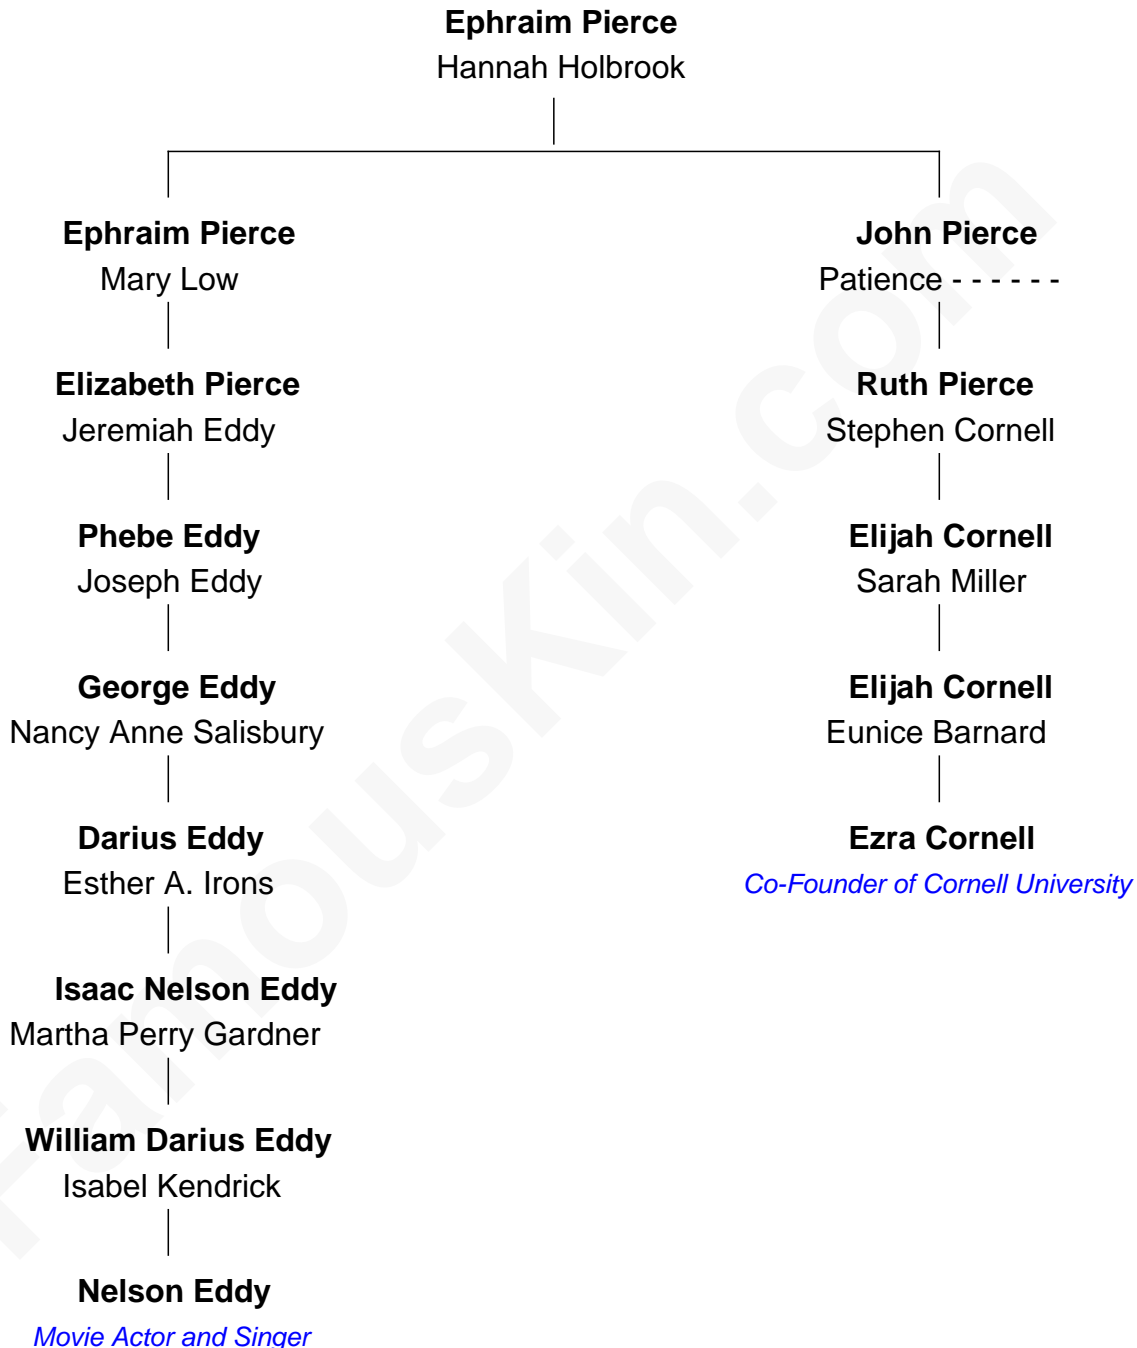 Ephraim Pierce
Hannah Holbrook
Ephraim Pierce
Mary Low
John Pierce
Patience - - - - - -
Elizabeth Pierce
Jeremiah Eddy
Ruth Pierce
Stephen Cornell
Phebe Eddy
Joseph Eddy
Elijah Cornell
Sarah Miller
George Eddy
Nancy Anne Salisbury
Elijah Cornell
Eunice Barnard
Darius Eddy
Esther A. Irons
Ezra Cornell
Co-Founder of Cornell University
Isaac Nelson Eddy
Martha Perry Gardner
William Darius Eddy
Isabel Kendrick
Nelson Eddy
Movie Actor and Singer
FamousKin.com